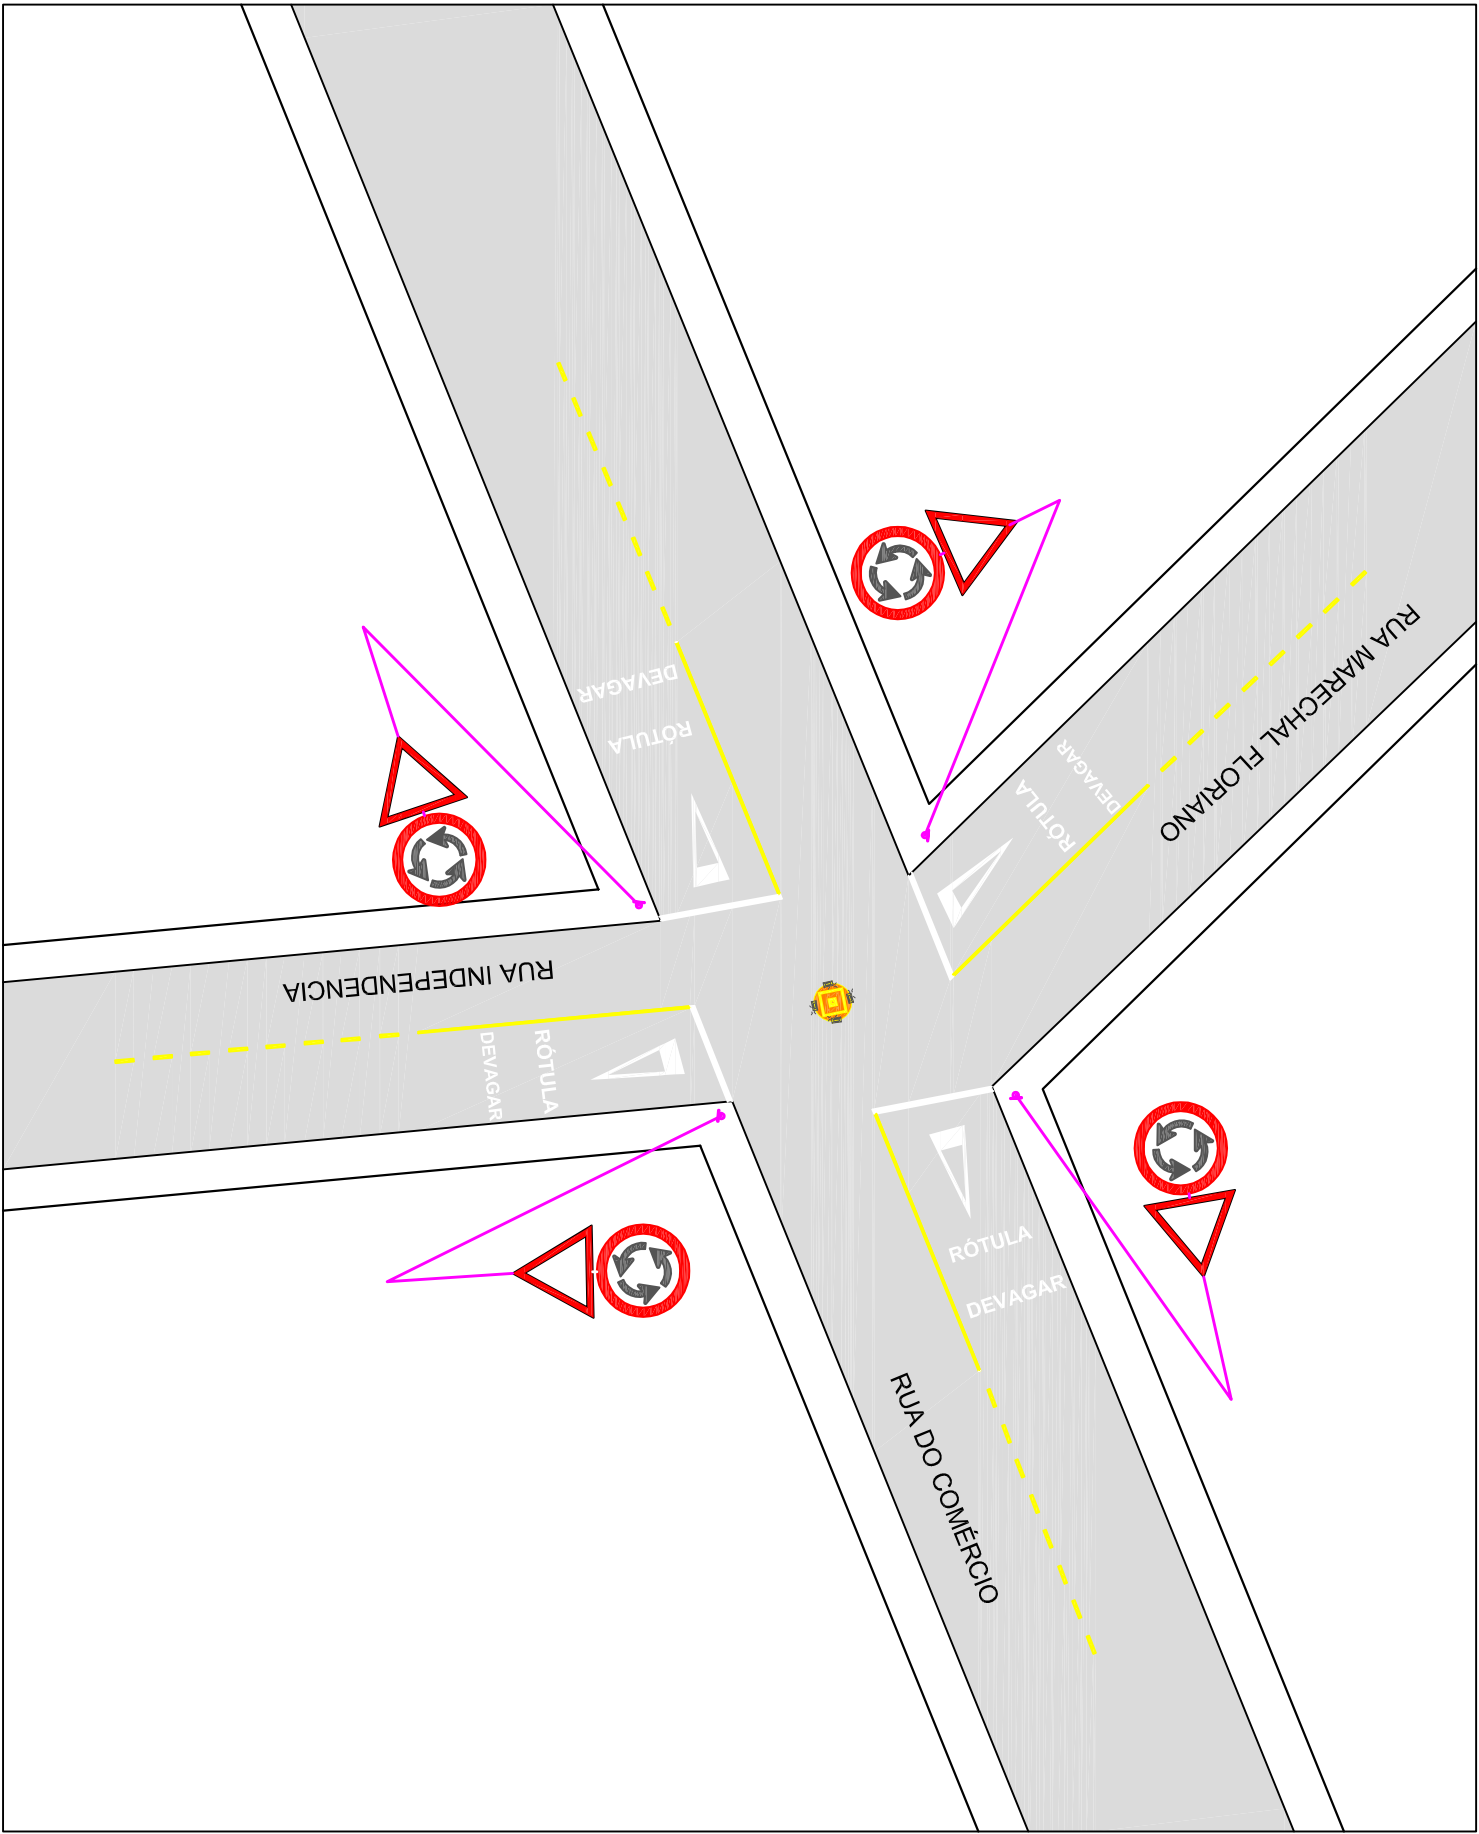 DEVAGAR
RÓTULA
RUA MARECHAL FLORIANO
DEVAGAR
RÓTULA
RUA INDEPENDENCIA
DEVAGAR
RÓTULA
RÓTULA
DEVAGAR
RUA DO COMÉRCIO